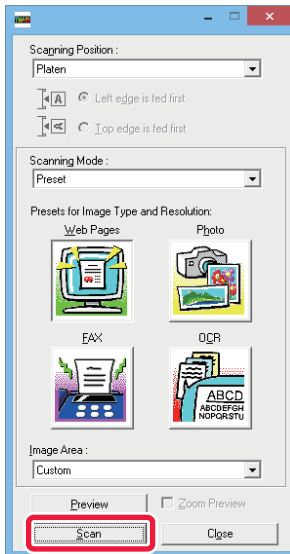 Scanning Position :
Platen
A
Left edge is fed first
A
Top edge is fed first
Scanning Mode :
Preset
Presets for Image Type and Resolution:
Web Pages Photo
FAX OCR
ABCD
ABCDEFGH
NOPQRSTU
Image Area :
Custom
Preview Zoom Preview
Scan Close